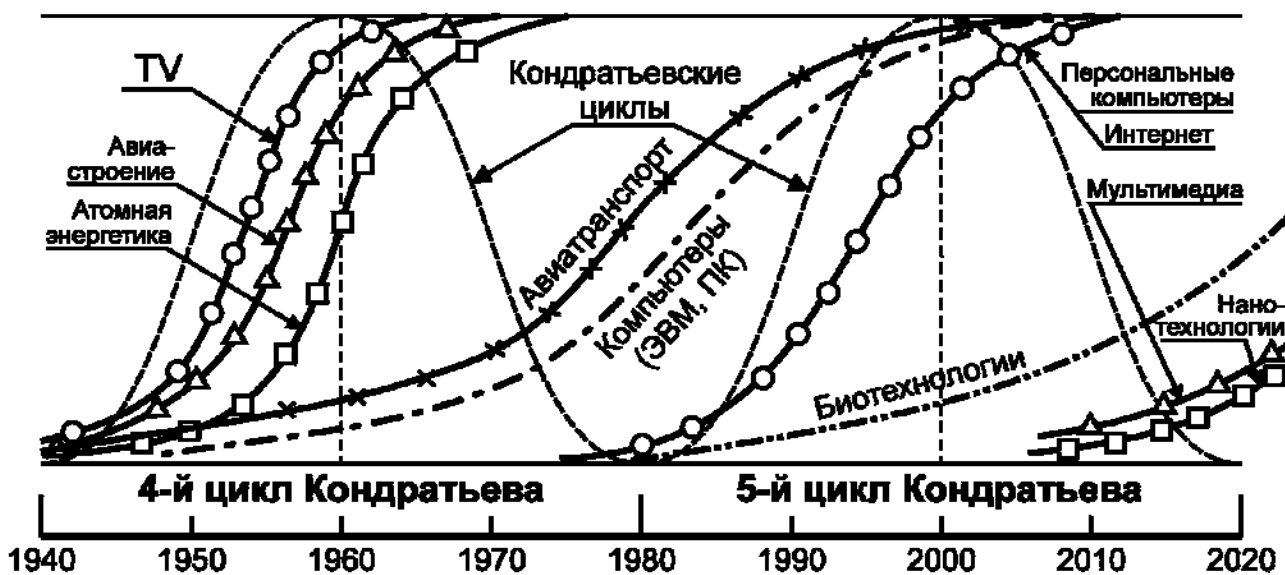 TV
Авиа-
строение
Атомная
энергетика
Кондратьевские
циклы
Авиатранспорт
Компьютеры
(ЭВМ, ПК)
Персональные
компьютеры
Интернет
Мультимедиа
Нано-
технологии
Биотехнологии
4-й цикл Кондратьева
5-й цикл Кондратьева
1940 1950 1960 1970 1980 1990 2000 2010 2020